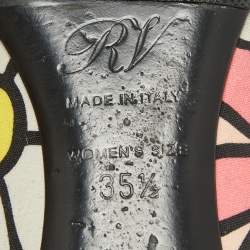 RV
MADE IN ITALY
WOMEN'S SIZE
35½